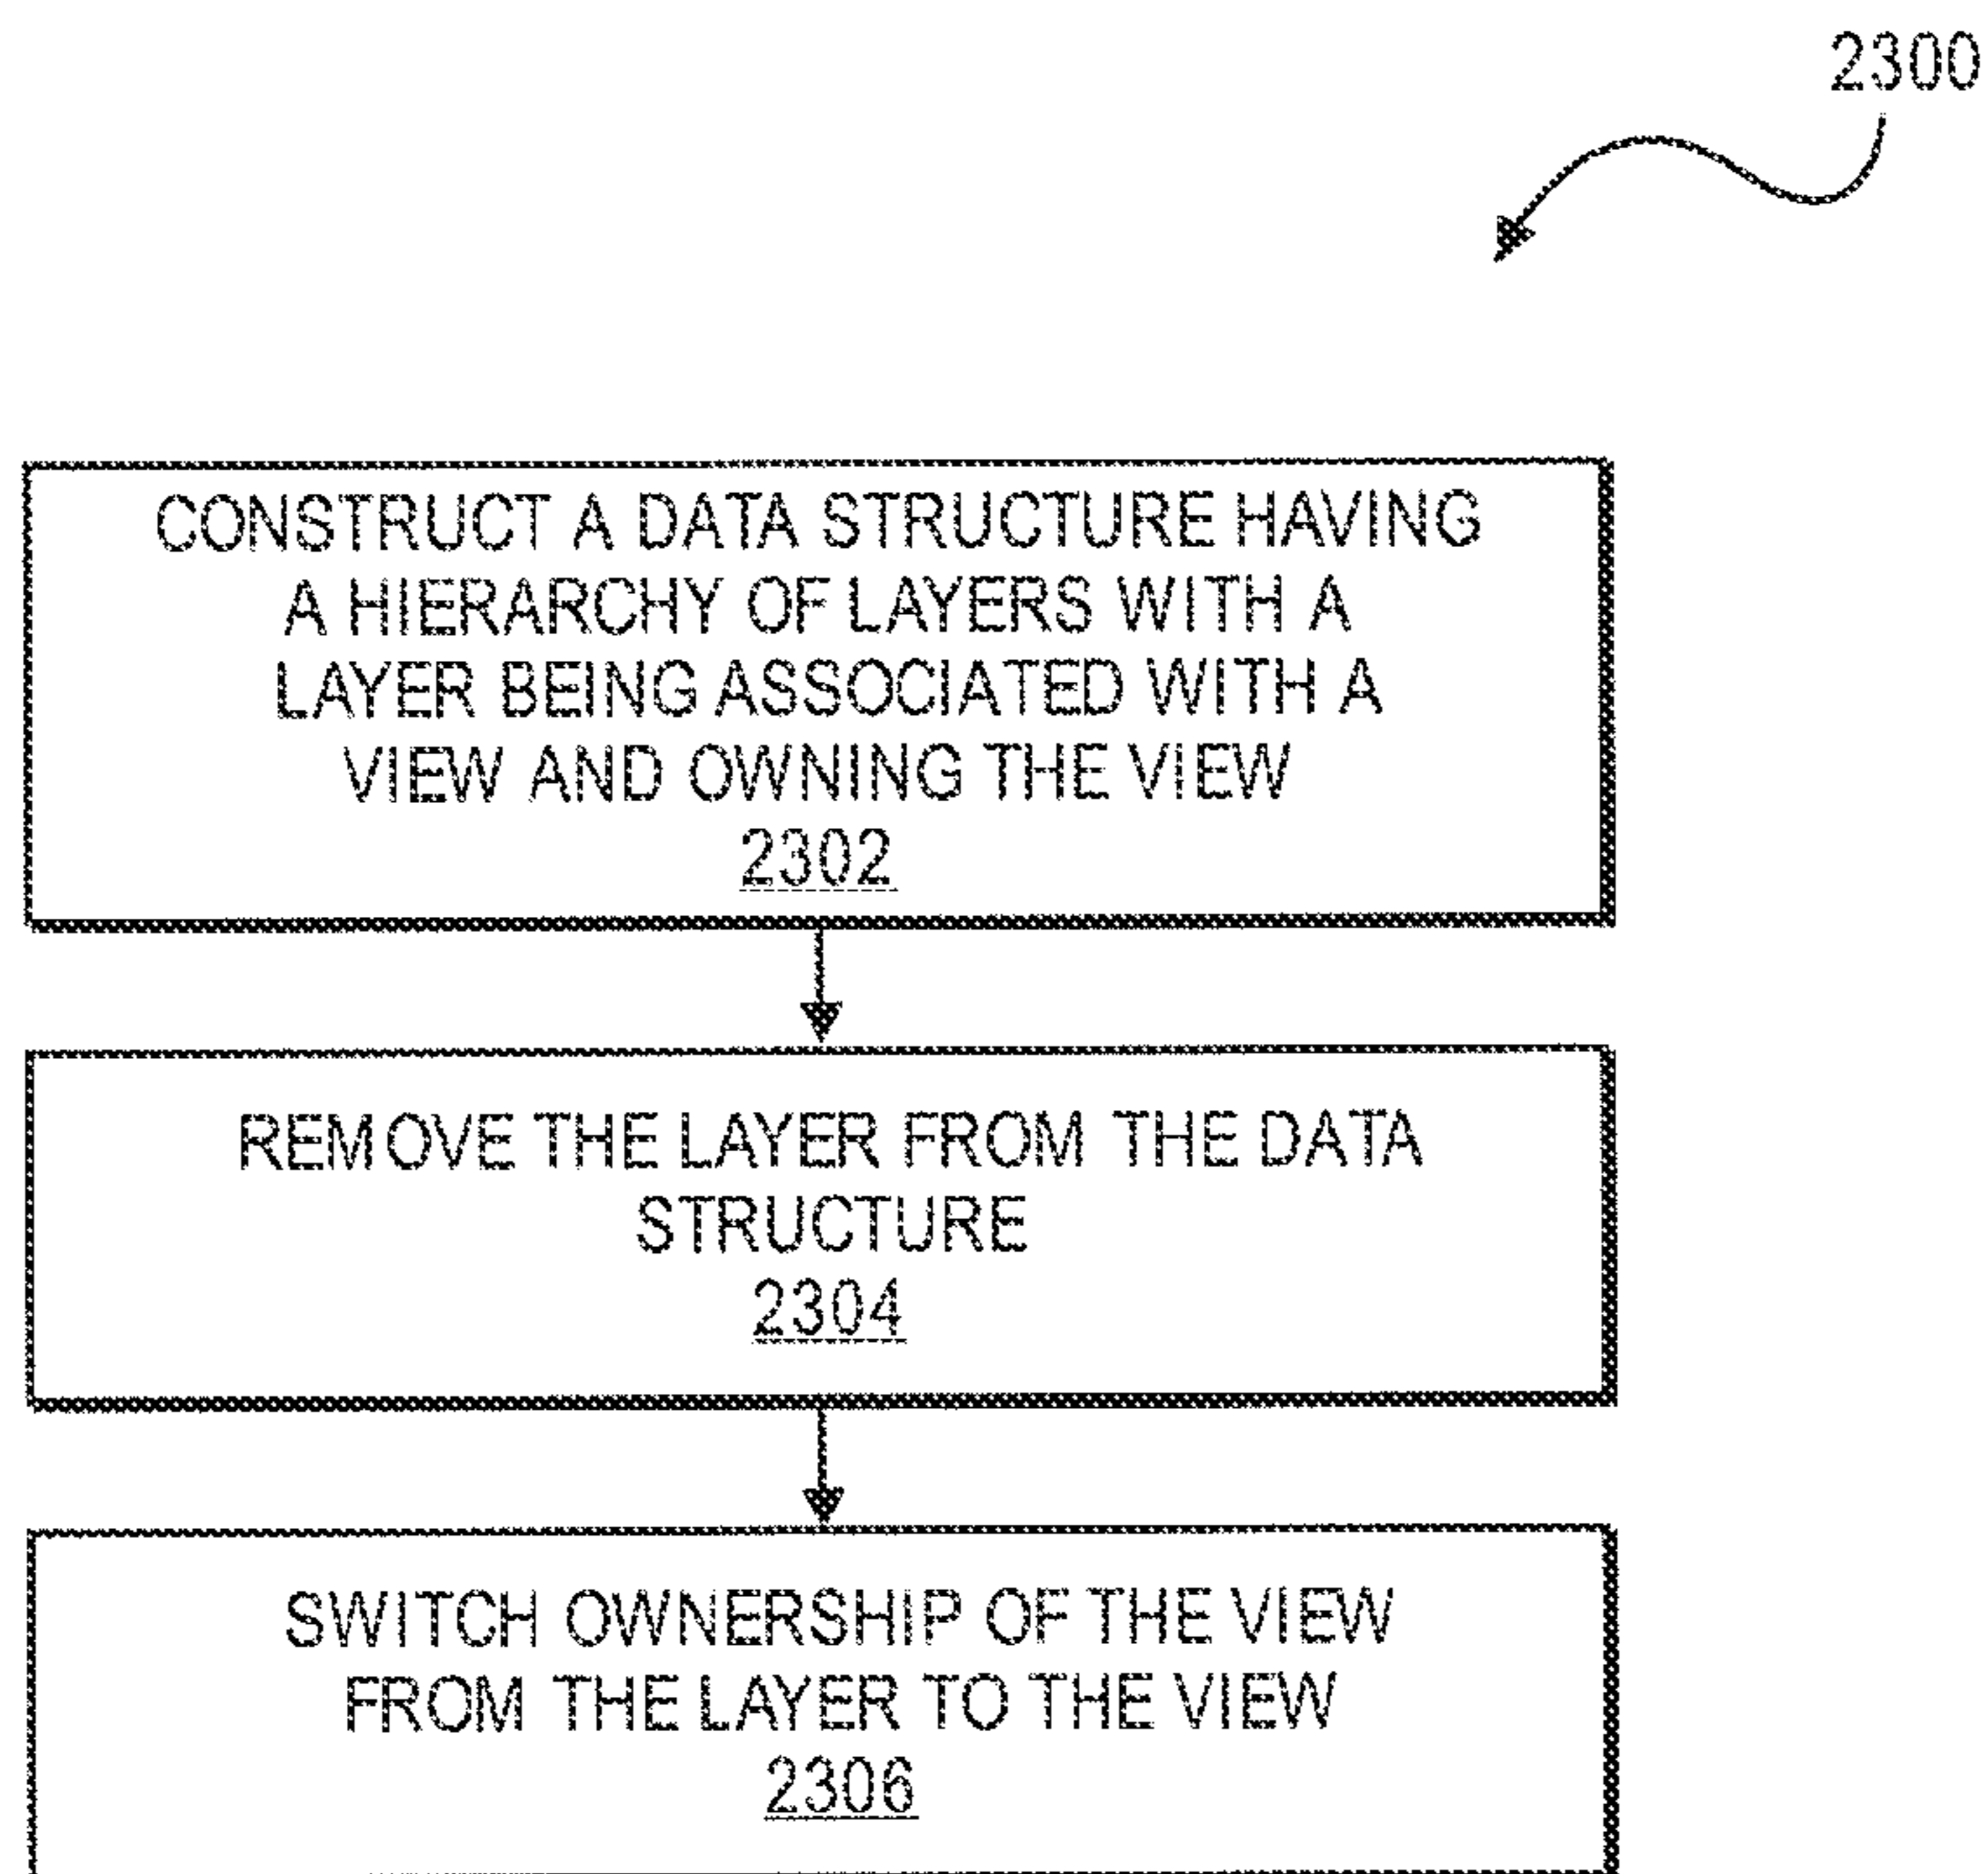 2300
CONSTRUCT A DATA STRUCTURE HAVING
A HIERARCHY OF LAYERS WITH A
LAYER BEING ASSOCIATED WITH A
VIEW AND OWNING THE VIEW
2302
REMOVE THE LAYER FROM THE DATA
STRUCTURE
2304
SWITCH OWNERSHIP OF THE VIEW
FROM THE LAYER TO THE VIEW
2306